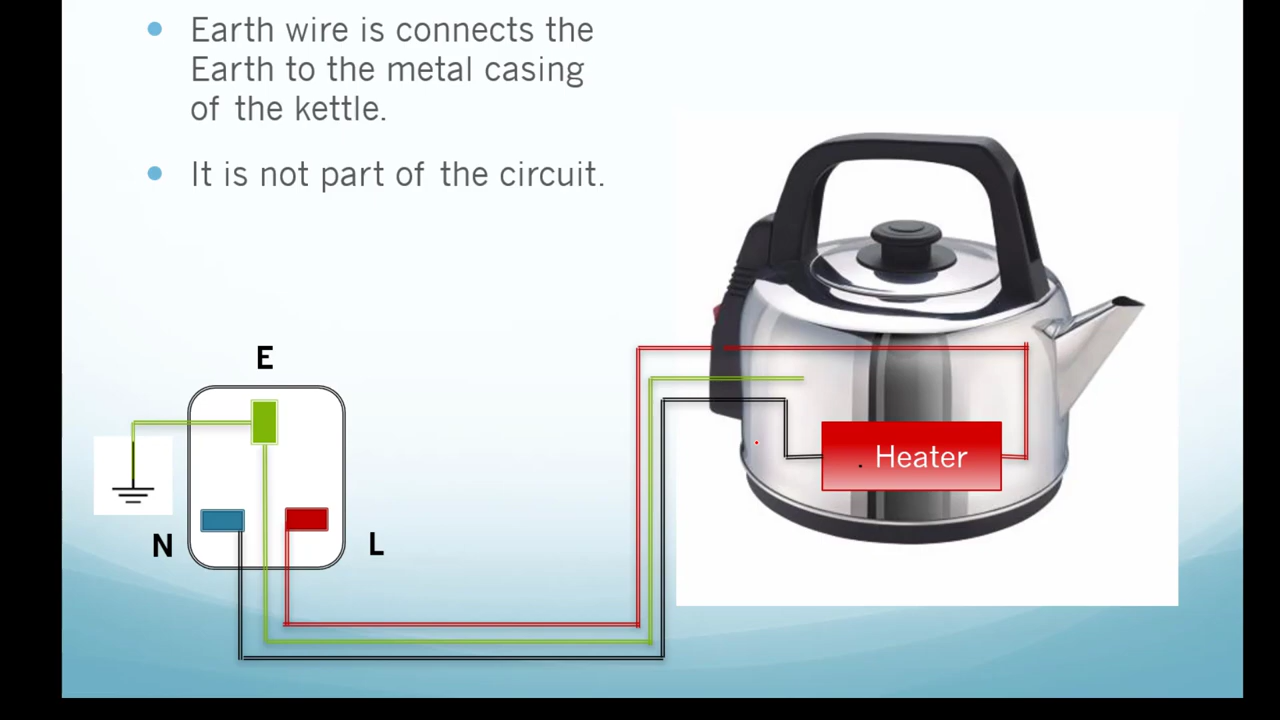 Earth wire is connects the
Earth to the metal casing
of the kettle.
It is not part of the circuit.
E
N
L
Heater